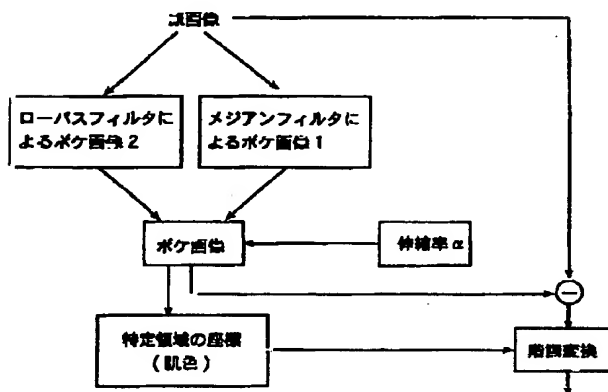 原画像
ローパスフィルタに
よるボケ画像2
メジアンフィルタに
よるボケ画像1
ボケ画像
伸縮率α
特定領域の座標
(肌色)
階調変換